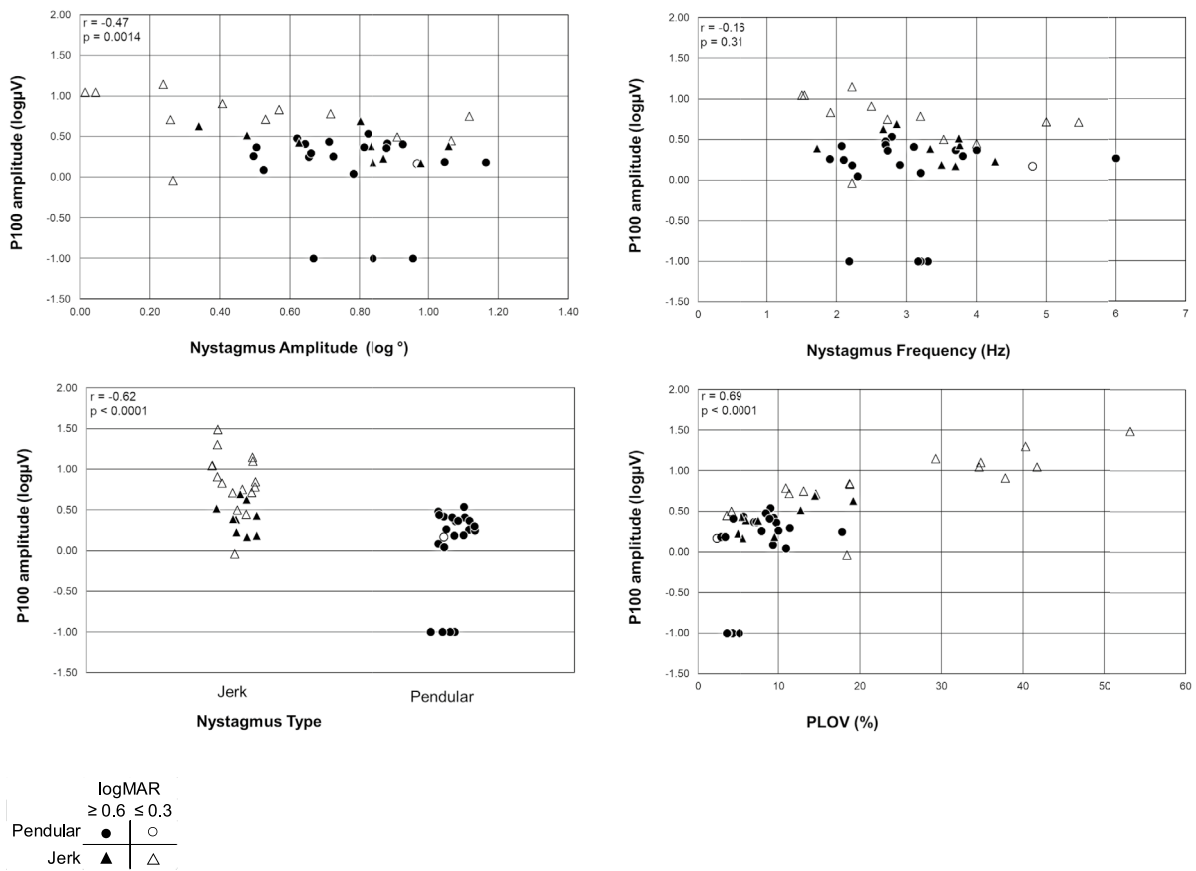 r = -0.47
p = 0.0014
2.00
1.50
1.00
0.50
0.00
-0.50
-1.00
-1.50
P100 amplitude (logµV)
0.00 0.20 0.40 0.60 0.80 1.00 1.20 1.40
Nystagmus Amplitude (log °)
r = -0.16
p = 0.31
2.00
1.50
1.00
0.50
0.00
-0.50
-1.00
-1.50
P100 amplitude (logµV)
0 1 2 3 4 5 6 7
Nystagmus Frequency (Hz)
r = -0.62
p < 0.0001
2.00
1.50
1.00
0.50
0.00
-0.50
-1.00
-1.50
P100 amplitude (logµV)
Jerk Pendular
Nystagmus Type
r = 0.69
p < 0.0001
2.00
1.50
1.00
0.50
0.00
-0.50
-1.00
-1.50
P100 amplitude (logµV)
0 10 20 30 40 50 60
PLOV (%)
logMAR
≥ 0.6 ≤ 0.3
Pendular
Jerk